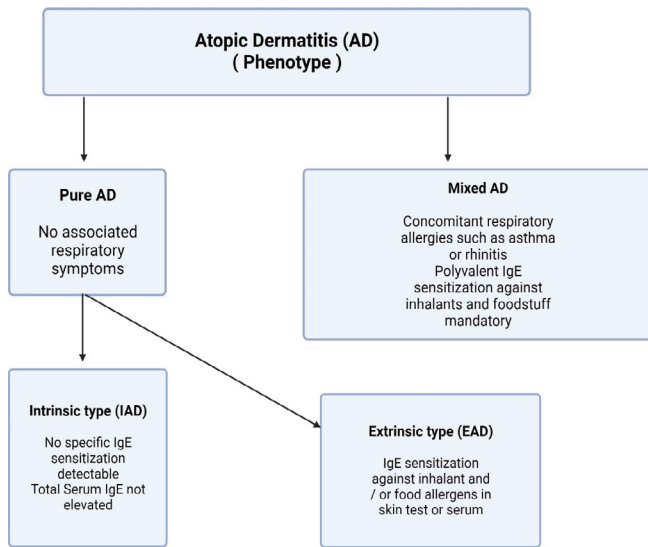 Atopic Dermatitis (AD)
( Phenotype )
Pure AD
No associated
respiratory
symptoms
Mixed AD
Concomitant respiratory
allergies such as asthma
or rhinitis
Polyvalent IgE
sensitization against
inhalants and foodstuff
mandatory
Intrinsic type (IAD)
No specific IgE
sensitization
detectable
Total Serum IgE not
elevated
Extrinsic type (EAD)
IgE sensitization
against inhalant and
/ or food allergens in
skin test or serum